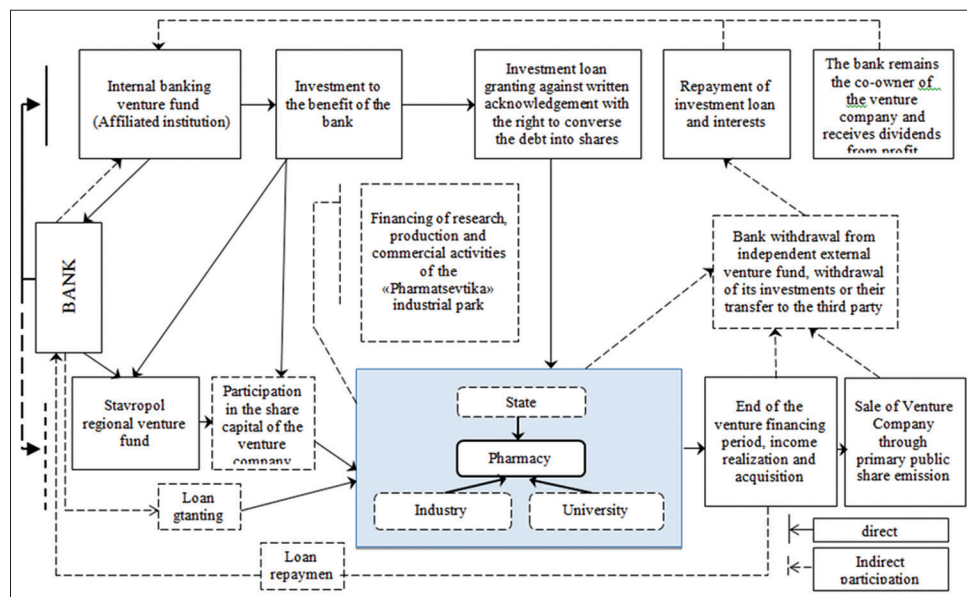 Internal banking
venture fund
(Affiliated institution)
Investment to
the benefit of the
bank
Investment loan
granting against written
acknowledgement with
the right to converse
the debt into shares
Repayment of
investment loan
and interests
The bank remains
the co-owner of
the venture
company and
receives dividends
from profit
BANK
Financing of research,
production and
commercial activities
of the
«Pharmatsevtika»
industrial park
Bank withdrawal from
independent external
venture fund, withdrawal
of its investments or their
transfer to the third party
Stavropol
regional venture
fund
Participation
in the share
capital of the
venture
company
State
Pharmacy
Industry
University
End of the
venture financing
period, income
realization and
acquisition
Sale of Venture
Company
through
primary public
share emission
Loan
gtanting
Loan
repaymen
direct
Indirect
participation